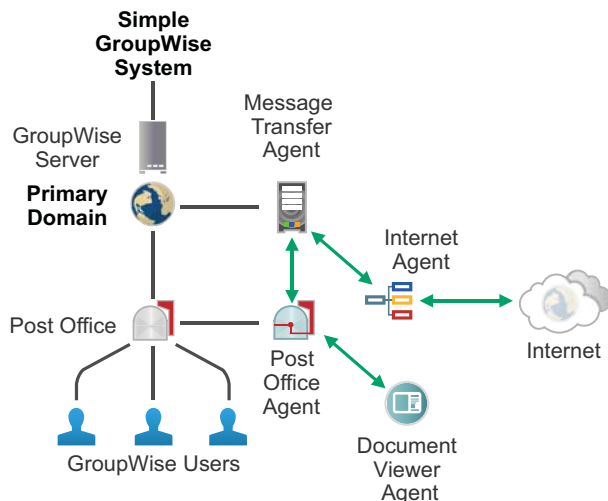 Simple
GroupWise
System
Message
Transfer
Agent
GroupWise
Server
Primary
Domain
Internet
Agent
Post Office
Internet
Post
Office
Agent
GroupWise Users
Document
Viewer
Agent